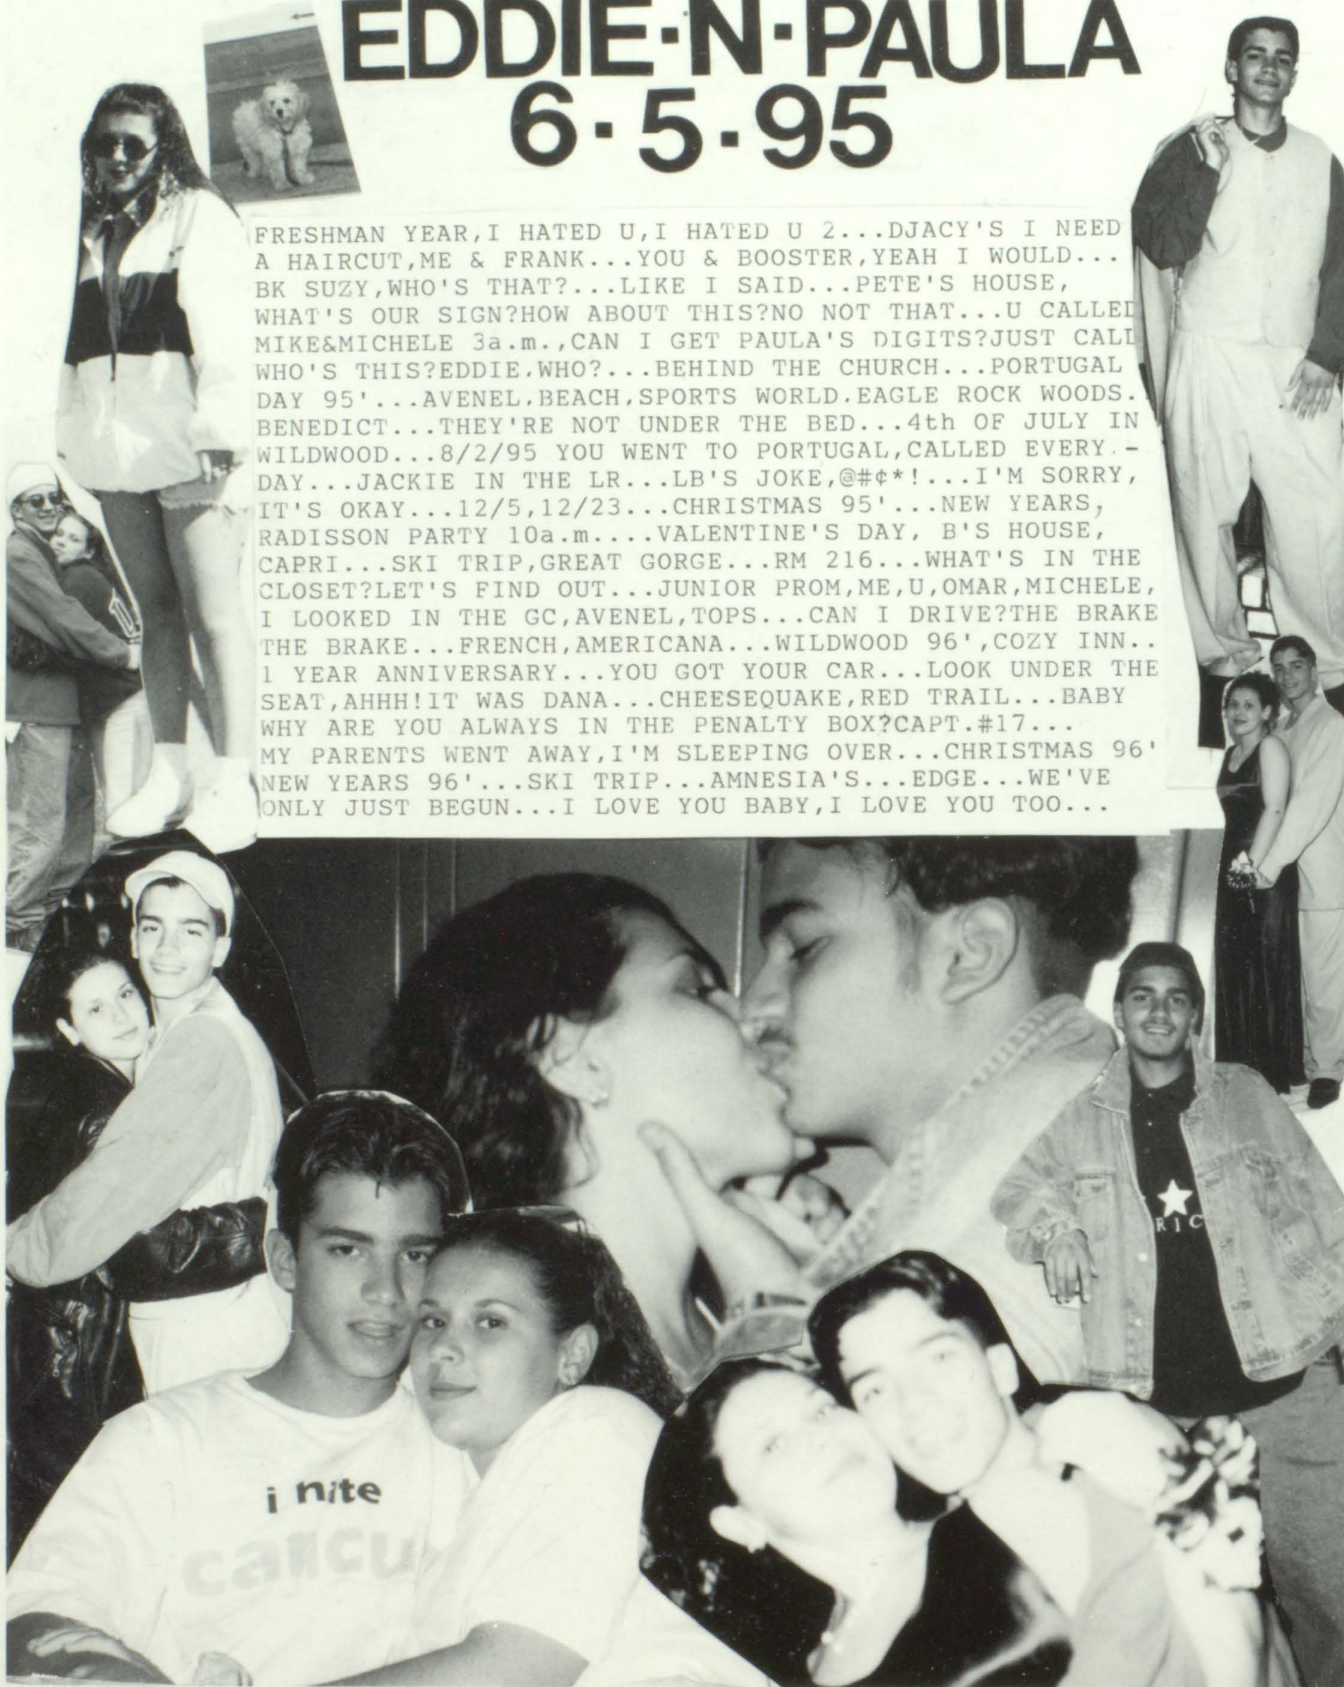 EDDIE·N·PAULA
6·5·95
FRESHMAN YEAR,I HATED U,I HATED U 2...DJACY'S I NEED
A HAIRCUT,ME & FRANK...YOU & BOOSTER,YEAH I WOULD...
BK SUZY,WHO'S THAT?...LIKE I SAID...PETE'S HOUSE,
WHAT'S OUR SIGN?HOW ABOUT THIS?NO NOT THAT...U CALLED
MIKE&MICHELE 3a.m.,CAN I GET PAULA'S DIGITS?JUST CALL
WHO'S THIS?EDDIE,WHO?...BEHIND THE CHURCH...PORTUGAL
DAY 95'...AVENEL,BEACH,SPORTS WORLD,EAGLE ROCK WOODS.
BENEDICT...THEY'RE NOT UNDER THE BED...4th OF JULY IN
WILDWOOD...8/2/95 YOU WENT TO PORTUGAL,CALLED EVERY.-
DAY...JACKIE IN THE LR...LB'S JOKE,@#¢*!...I'M SORRY,
IT'S OKAY...12/5,12/23...CHRISTMAS 95'...NEW YEARS,
RADISSON PARTY 10a.m....VALENTINE'S DAY, B'S HOUSE,
CAPRI...SKI TRIP,GREAT GORGE...RM 216...WHAT'S IN THE
CLOSET?LET'S FIND OUT...JUNIOR PROM,ME,U,OMAR,MICHELE,
I LOOKED IN THE GC,AVENEL,TOPS...CAN I DRIVE?THE BRAKE
THE BRAKE...FRENCH,AMERICANA...WILDWOOD 96',COZY INN..
1 YEAR ANNIVERSARY...YOU GOT YOUR CAR...LOOK UNDER THE
SEAT,AHHH!IT WAS DANA...CHEESEQUAKE,RED TRAIL...BABY
WHY ARE YOU ALWAYS IN THE PENALTY BOX?CAPT.#17...
MY PARENTS WENT AWAY,I'M SLEEPING OVER...CHRISTMAS 96'
NEW YEARS 96'...SKI TRIP...AMNESIA'S...EDGE...WE'VE
ONLY JUST BEGUN...I LOVE YOU BABY,I LOVE YOU TOO...
RIC
i nite
cancu